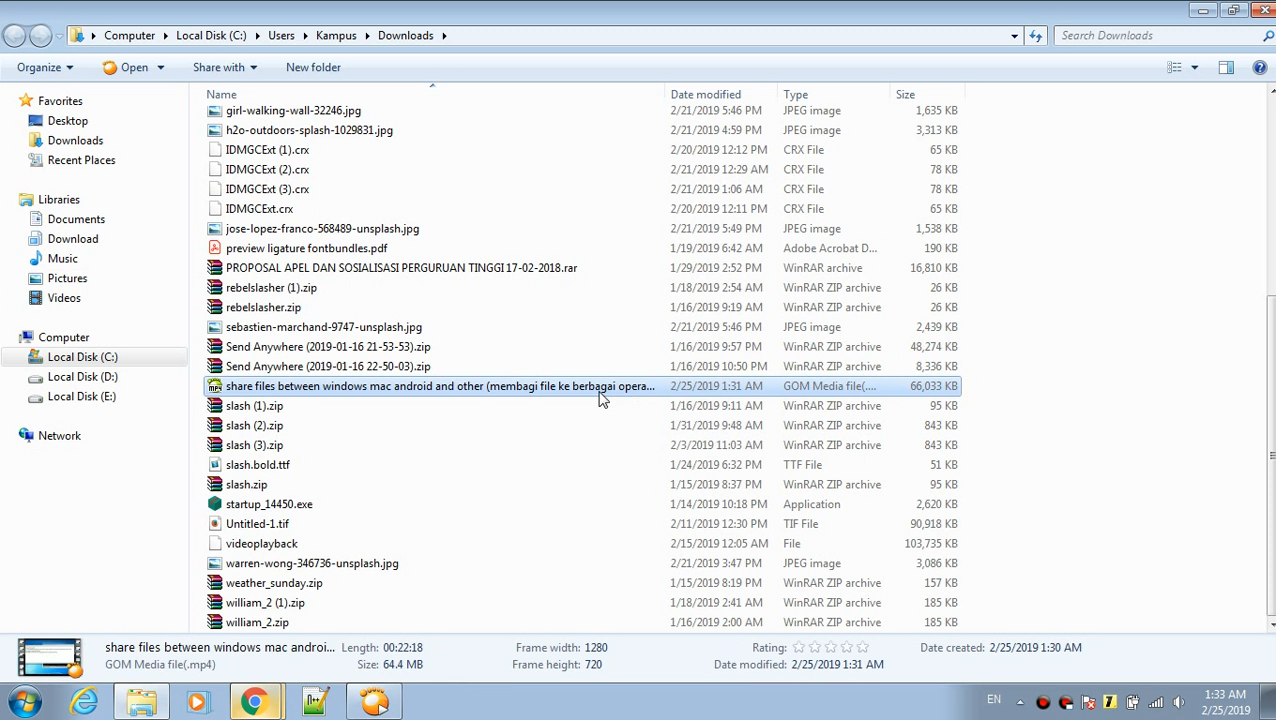 Computer Local Disk (C:) Users Kampus Downloads Search Downloads
Organize Open Share with New folder
Name Date modified Type Size
Favorites
Desktop
Downloads
Recent Places
Libraries
Documents
Download
Music
Pictures
Videos
Computer
Local Disk (C:)
Local Disk (D:)
Local Disk (E:)
Network
girl-walking-wall-32246.jpg 2/21/2019 5:46 PM JPEG image 1,635 KB
h2o-outdoors-splash-1029831.jpg 2/21/2019 4:59 PM JPEG image 3,313 KB
IDMGCExt (1).crx 2/20/2019 12:12 PM CRX File 65 KB
IDMGCExt (2).crx 2/21/2019 12:29 AM CRX File 78 KB
IDMGCExt (3).crx 2/21/2019 1:06 AM CRX File 78 KB
IDMGCExt.crx 2/20/2019 12:11 PM CRX File 65 KB
jose-lopez-franco-568489-unsplash.jpg 2/21/2019 5:49 PM JPEG image 1,538 KB
preview ligature fontbundles.pdf 1/19/2019 6:42 AM Adobe Acrobat D... 190 KB
PROPOSAL APEL DAN SOSIALISASI PERGURUAN TINGGI 17-02-2018.rar 1/29/2019 2:52 PM WinRAR archive 16,810 KB
rebelslasher (1).zip 1/18/2019 2:54 AM WinRAR ZIP archive 26 KB
rebelslasher.zip 1/16/2019 9:19 AM WinRAR ZIP archive 26 KB
sebastien-marchand-9747-unsplash.jpg 2/21/2019 5:46 PM JPEG image 2,439 KB
Send Anywhere (2019-01-16 21-53-53).zip 1/16/2019 9:57 PM WinRAR ZIP archive 48,274 KB
Send Anywhere (2019-01-16 22-50-03).zip 1/16/2019 10:50 PM WinRAR ZIP archive 8,336 KB
share files between windows mac android and other (membagi file ke berbagai opera... 2/25/2019 1:31 AM GOM Media file(.... 66,033 KB
slash (1).zip 1/16/2019 9:11 AM WinRAR ZIP archive 95 KB
slash (2).zip 1/31/2019 9:48 AM WinRAR ZIP archive 843 KB
slash (3).zip 2/3/2019 11:03 AM WinRAR ZIP archive 843 KB
slash.bold.ttf 1/24/2019 6:32 PM TTF File 51 KB
slash.zip 1/15/2019 8:37 PM WinRAR ZIP archive 95 KB
startup_14450.exe 1/14/2019 10:18 PM Application 2,620 KB
Untitled-1.tif 2/11/2019 12:30 PM TIF File 90,918 KB
videoplayback 2/15/2019 12:05 AM File 103,735 KB
warren-wong-346736-unsplash.jpg 2/21/2019 3:47 PM JPEG image 3,086 KB
weather_sunday.zip 1/15/2019 8:19 PM WinRAR ZIP archive 157 KB
william_2 (1).zip 1/18/2019 2:41 AM WinRAR ZIP archive 185 KB
william_2.zip 1/16/2019 2:00 AM WinRAR ZIP archive 185 KB
share files between windows mac androi... Length: 00:22:18 Frame width: 1280 Rating: Date created: 2/25/2019 1:30 AM
GOM Media file(.mp4) Size: 64.4 MB Frame height: 720 Date modified: 2/25/2019 1:31 AM
EN 7 1:33 AM
2/25/2019